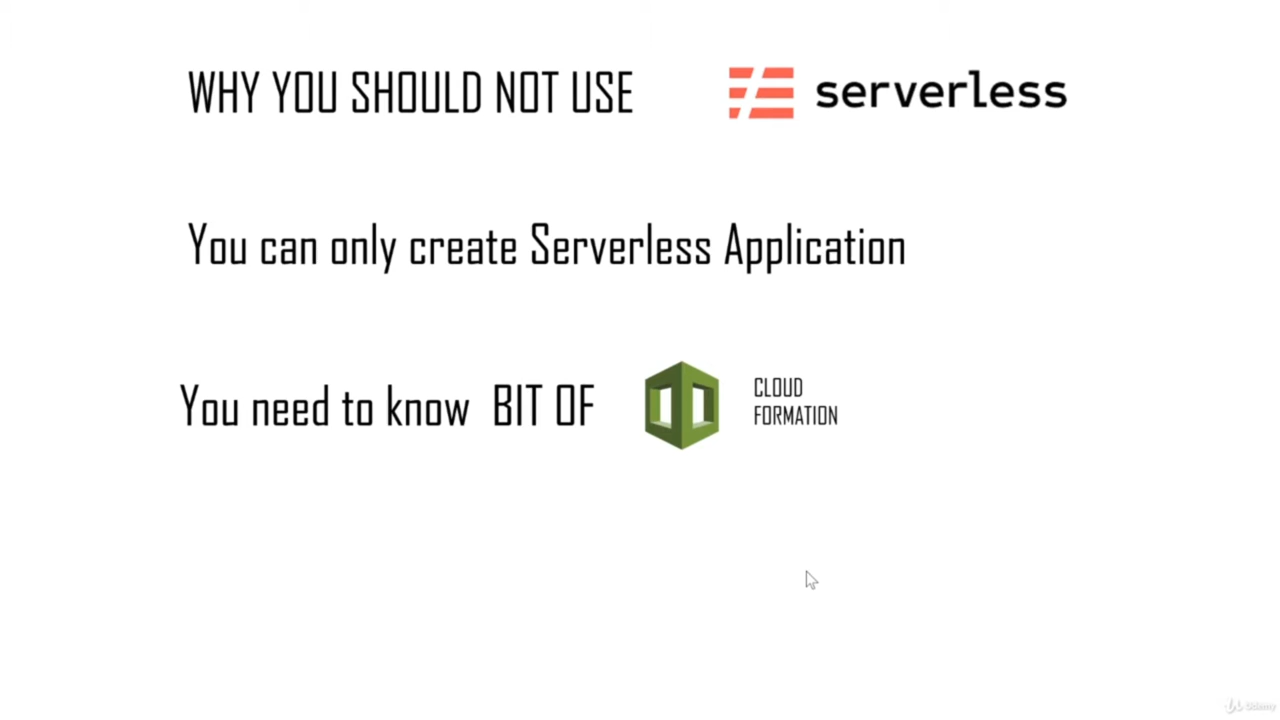 WHY YOU SHOULD NOT USE serverless
You can only create Serverless Application
You need to know BIT OF CLOUD
FORMATION
Udemy